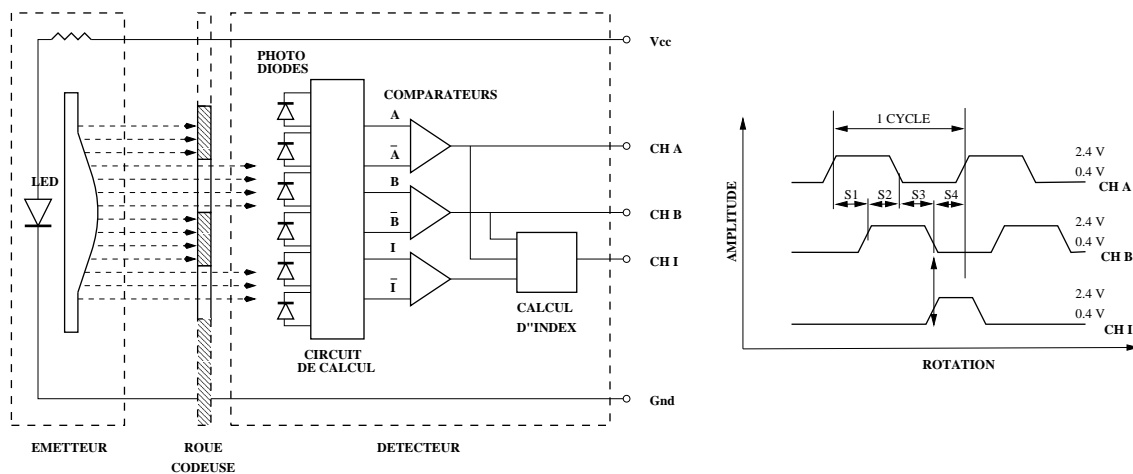 Vcc
PHOTO
DIODES
COMPARATEURS
A
A
B
B
I
I
LED
CH A
CH B
CH I
CALCUL
D"INDEX
CIRCUIT
DE CALCUL
Gnd
EMETTEUR
ROUE
CODEUSE
DETECTEUR
AMPLITUDE
1 CYCLE
2.4 V
0.4 V
CH A
S1 S2 S3 S4
2.4 V
0.4 V
CH B
2.4 V
0.4 V
CH I
ROTATION